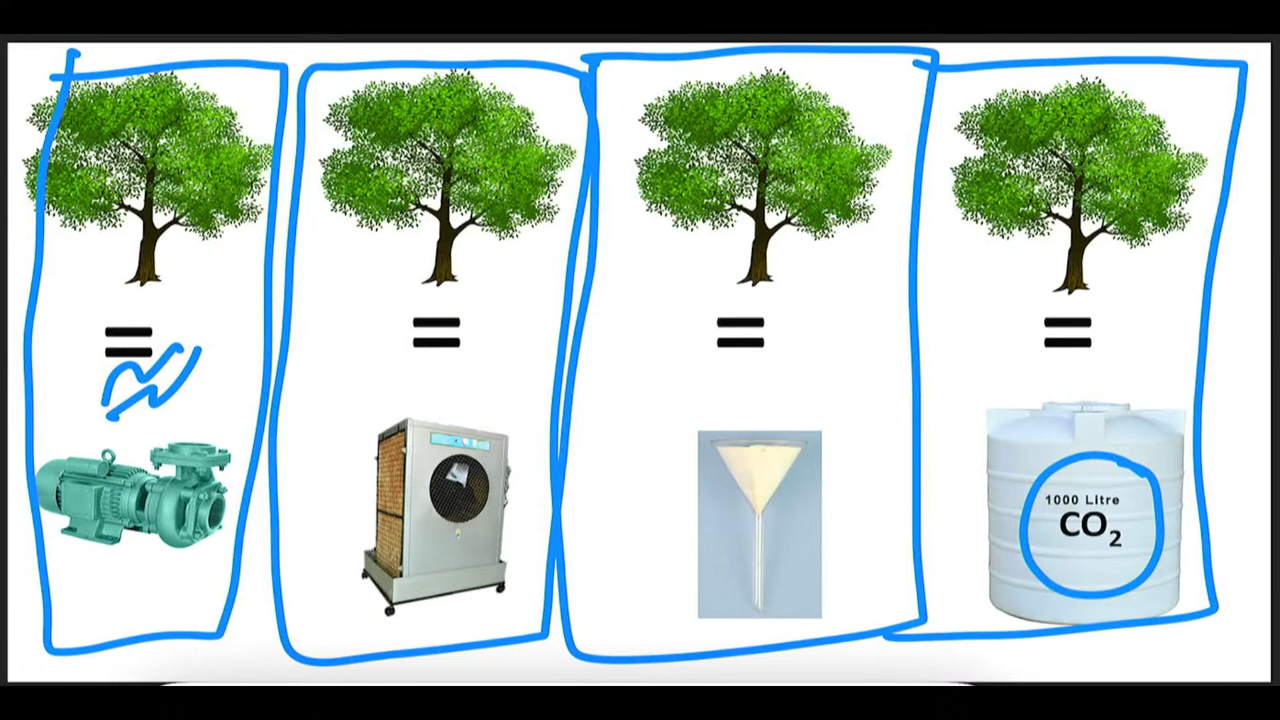 =
=
=
=
1000 Litre
CO₂